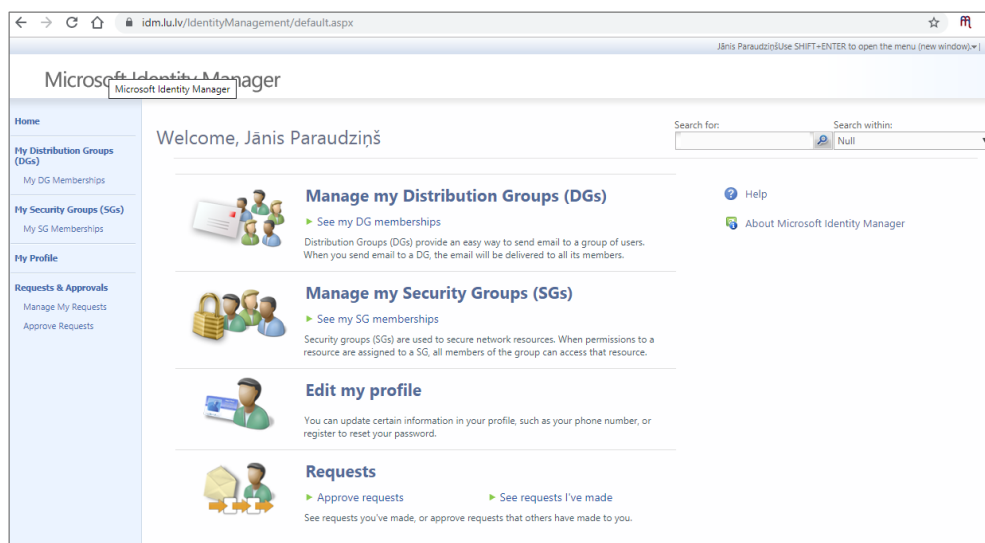 idm.lu.lv/IdentityManagement/default.aspx
Jānis ParaudziņšUse SHIFT+ENTER to open the menu (new window).
Microsoft Identity Manager
Microsoft Identity Manager
Home
My Distribution Groups
(DGs)
My DG Memberships
My Security Groups (SGs)
My SG Memberships
My Profile
Requests & Approvals
Manage My Requests
Approve Requests
Welcome, Jānis Paraudziņš
Search for:
Search within:
Null
Manage my Distribution Groups (DGs)
See my DG memberships
Distribution Groups (DGs) provide an easy way to send email to a group of users.
When you send email to a DG, the email will be delivered to all its members.
Manage my Security Groups (SGs)
See my SG memberships
Security groups (SGs) are used to secure network resources. When permissions to a
resource are assigned to a SG, all members of the group can access that resource.
Edit my profile
You can update certain information in your profile, such as your phone number, or
register to reset your password.
Requests
Approve requests
See requests I've made
See requests you've made, or approve requests that others have made to you.
Help
About Microsoft Identity Manager